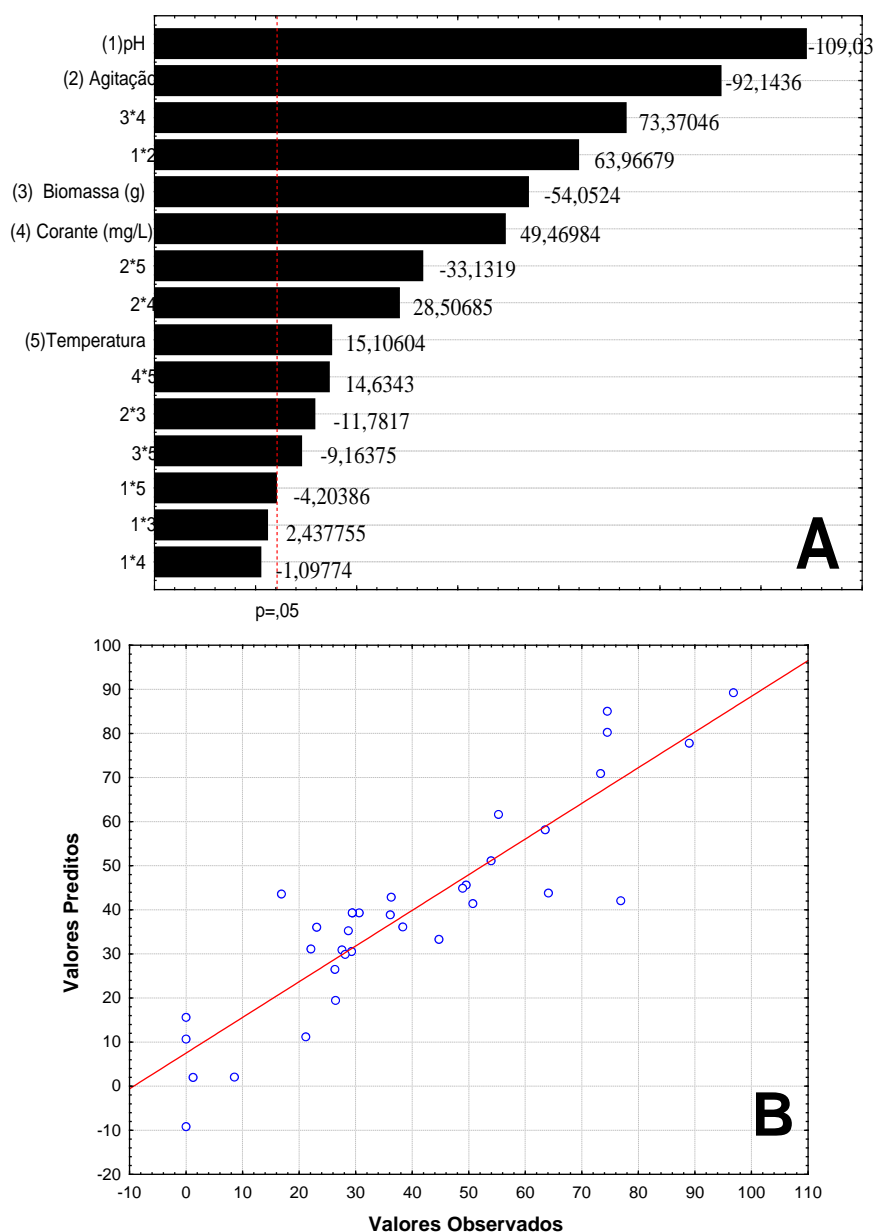 (1)pH -109,03
(2) Agitação -92,1436
3*4 73,37046
1*2 63,96679
(3) Biomassa (g) -54,0524
(4) Corante (mg/L) 49,46984
2*5 -33,1319
2*4 28,50685
(5)Temperatura 15,10604
4*5 14,6343
2*3 -11,7817
3*5 -9,16375
1*5 -4,20386
1*3 2,437755
1*4 -1,09774
A
p=,05
Valores Preditos
100
90
80
70
60
50
40
30
20
10
0
-10
-20
B
-10 0 10 20 30 40 50 60 70 80 90 100 110
Valores Observados